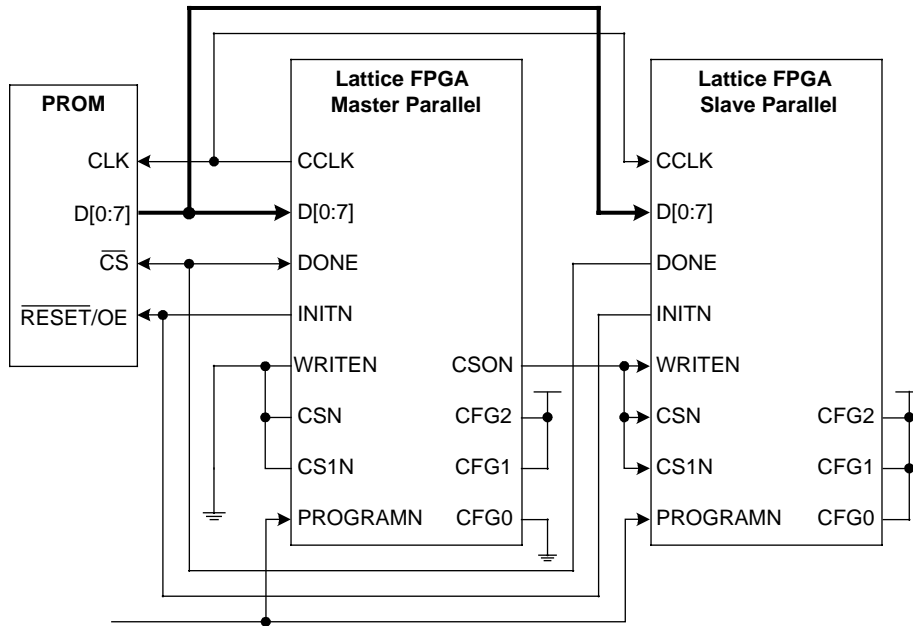 PROM
CLK
D[0:7]
CS
RESET/OE
Lattice FPGA
Master Parallel
CCLK
D[0:7]
DONE
INITN
WRITEN
CSON
CSN
CFG2
CS1N
CFG1
PROGRAMN
CFG0
Lattice FPGA
Slave Parallel
CCLK
D[0:7]
DONE
INITN
WRITEN
CSN
CFG2
CS1N
CFG1
PROGRAMN
CFG0